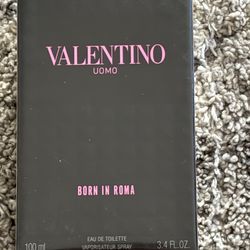 VALENTINO
UOMO
BORN IN ROMA
EAU DE TOILETTE
VAPORISATEUR SPRAY
100 ml
3.4 FL.OZ.